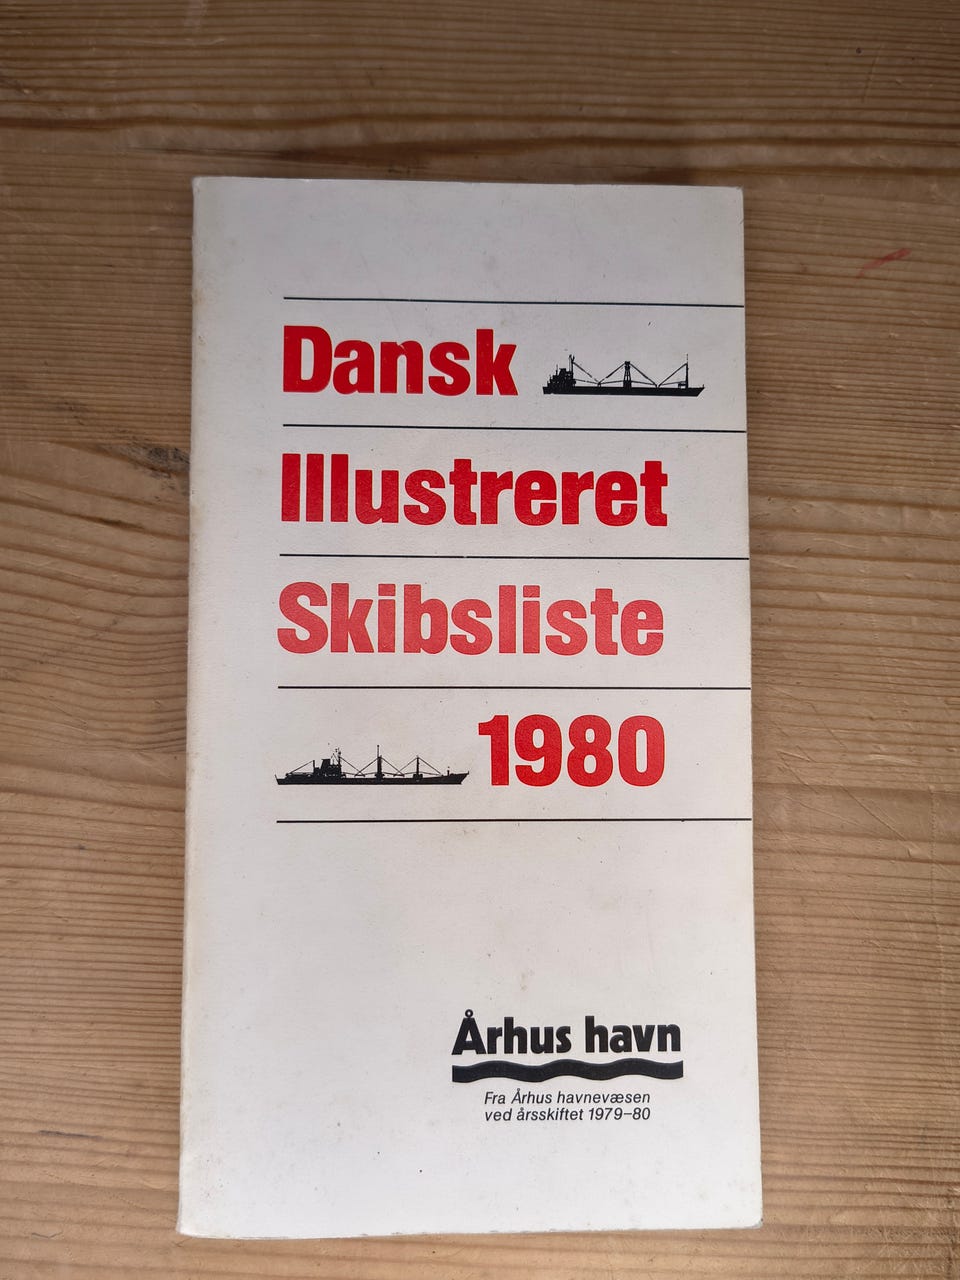 Dansk
Illustreret
Skibsliste
1980
Århus havn
Fra Århus havnevæsen
ved årsskiftet 1979–80